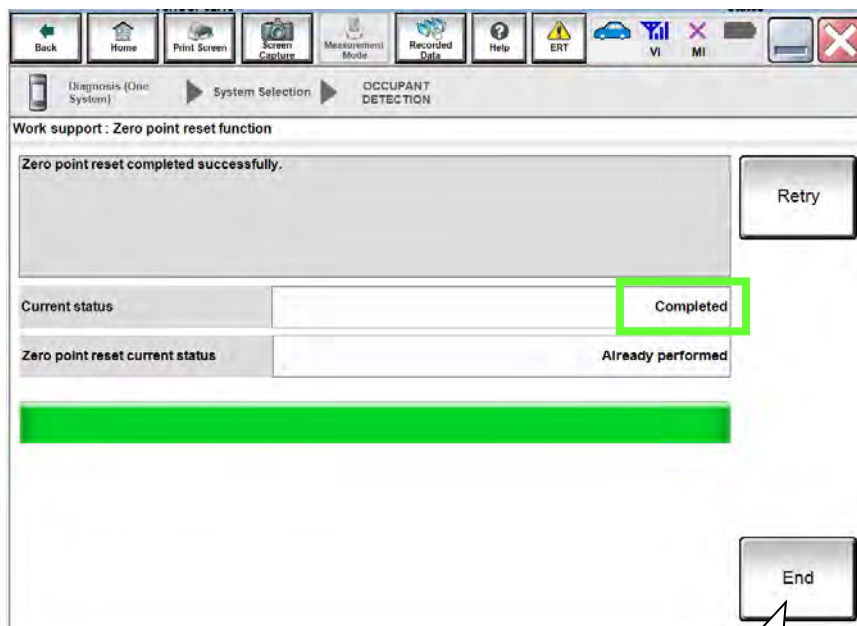 Back
Home
Print Screen
Screen
Capture
Measurement
Mode
Recorded
Data
Help
ERT
VI
MI
Diagnosis (One
System)
System Selection
OCCUPANT
DETECTION
Work support : Zero point reset function
Zero point reset completed successfully.
Retry
Current status
Completed
Zero point reset current status
Already performed
End